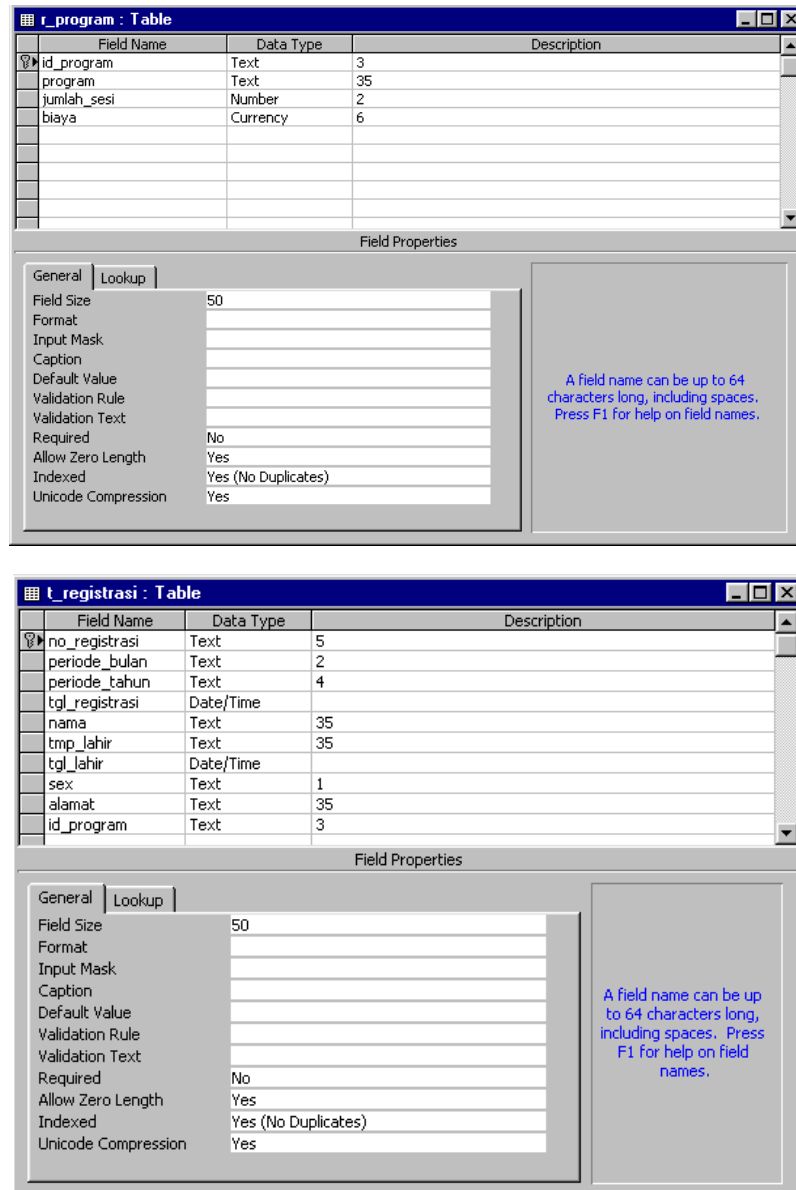 r_program : Table
Field Name Data Type Description
id_program Text 3
program Text 35
jumlah_sesi Number 2
biaya Currency 6
Field Properties
General Lookup
Field Size 50
Format
Input Mask
Caption
Default Value
Validation Rule
Validation Text
Required No
Allow Zero Length Yes
Indexed Yes (No Duplicates)
Unicode Compression Yes
A field name can be up to 64
characters long, including spaces.
Press F1 for help on field names.
t_registrasi : Table
Field Name Data Type Description
no_registrasi Text 5
periode_bulan Text 2
periode_tahun Text 4
tgl_registrasi Date/Time
nama Text 35
tmp_lahir Text 35
tgl_lahir Date/Time
sex Text 1
alamat Text 35
id_program Text 3
Field Properties
General Lookup
Field Size 50
Format
Input Mask
Caption
Default Value
Validation Rule
Validation Text
Required No
Allow Zero Length Yes
Indexed Yes (No Duplicates)
Unicode Compression Yes
A field name can be up
to 64 characters long,
including spaces. Press
F1 for help on field
names.